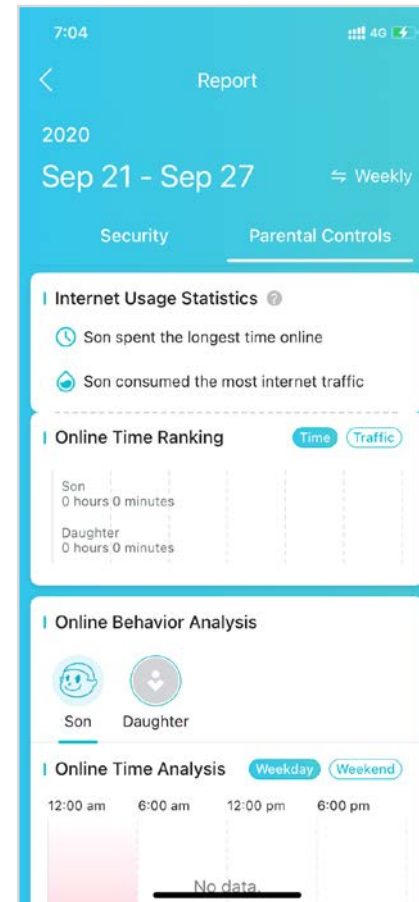 7:04
4G
Report
2020
Sep 21 - Sep 27
Weekly
Security Parental Controls
Internet Usage Statistics ?
Son spent the longest time online
Son consumed the most internet traffic
Online Time Ranking Time Traffic
Son
0 hours 0 minutes
Daughter
0 hours 0 minutes
Online Behavior Analysis
Son Daughter
Online Time Analysis Weekday Weekend
12:00 am 6:00 am 12:00 pm 6:00 pm
No data.